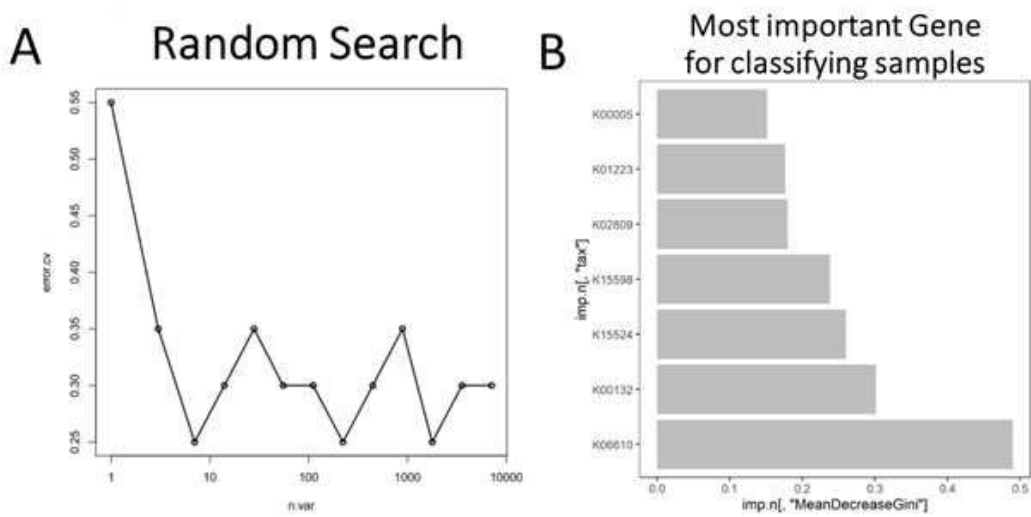 A
Random Search
0.55
0.50
0.45
0.40
0.35
0.30
0.25
error.cv
1
10
100
1000
10000
n.var
B
Most important Gene
for classifying samples
K00005
K01223
K02809
K15598
K15524
K00132
K06610
imp.n[, "tax"]
0.0
0.1
0.2
0.3
0.4
0.5
imp.n[, "MeanDecreaseGini"]